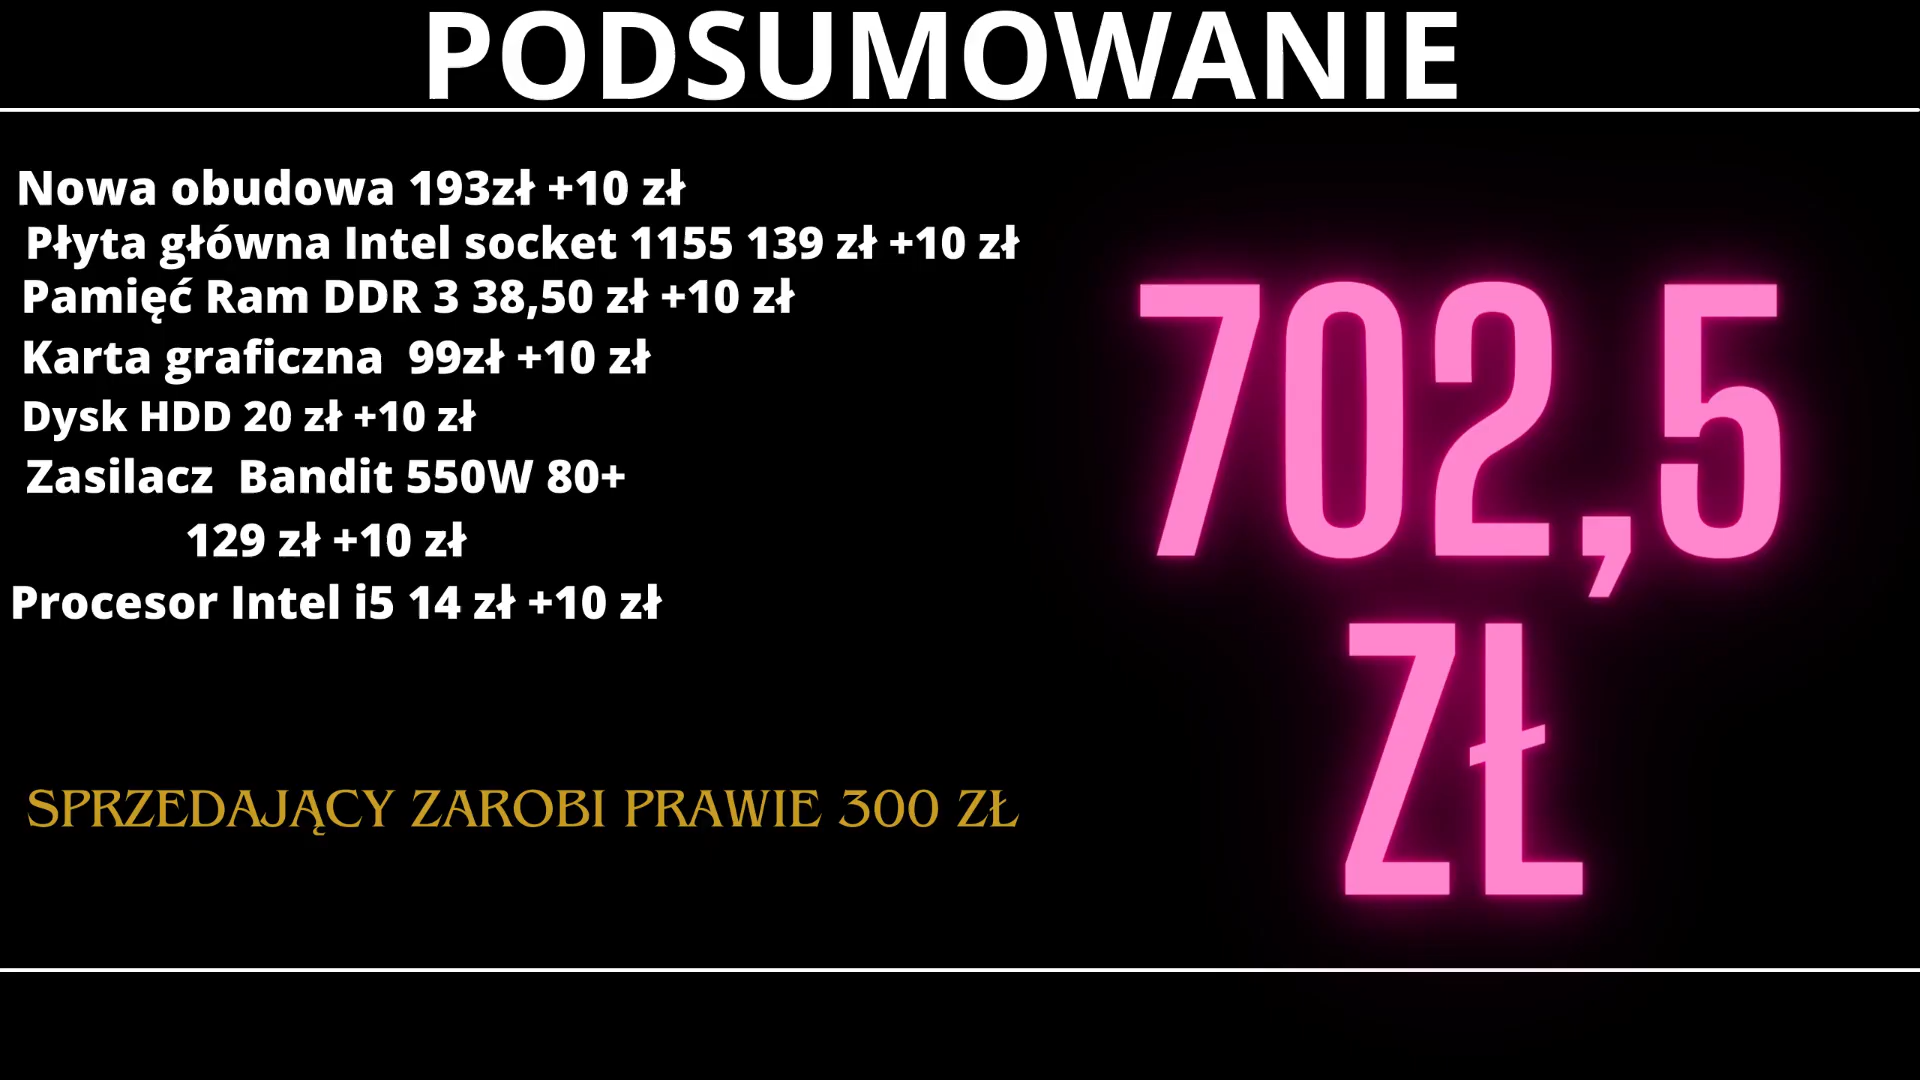 PODSUMOWANIE
Nowa obudowa 193zł +10 zł
Płyta główna Intel socket 1155 139 zł +10 zł
Pamięć Ram DDR 3 38,50 zł +10 zł
Karta graficzna 99zł +10 zł
Dysk HDD 20 zł +10 zł
Zasilacz Bandit 550W 80+
129 zł +10 zł
Procesor Intel i5 14 zł +10 zł
SPRZEDAJĄCY ZAROBI PRAWIE 300 ZŁ
702,5
ZŁ